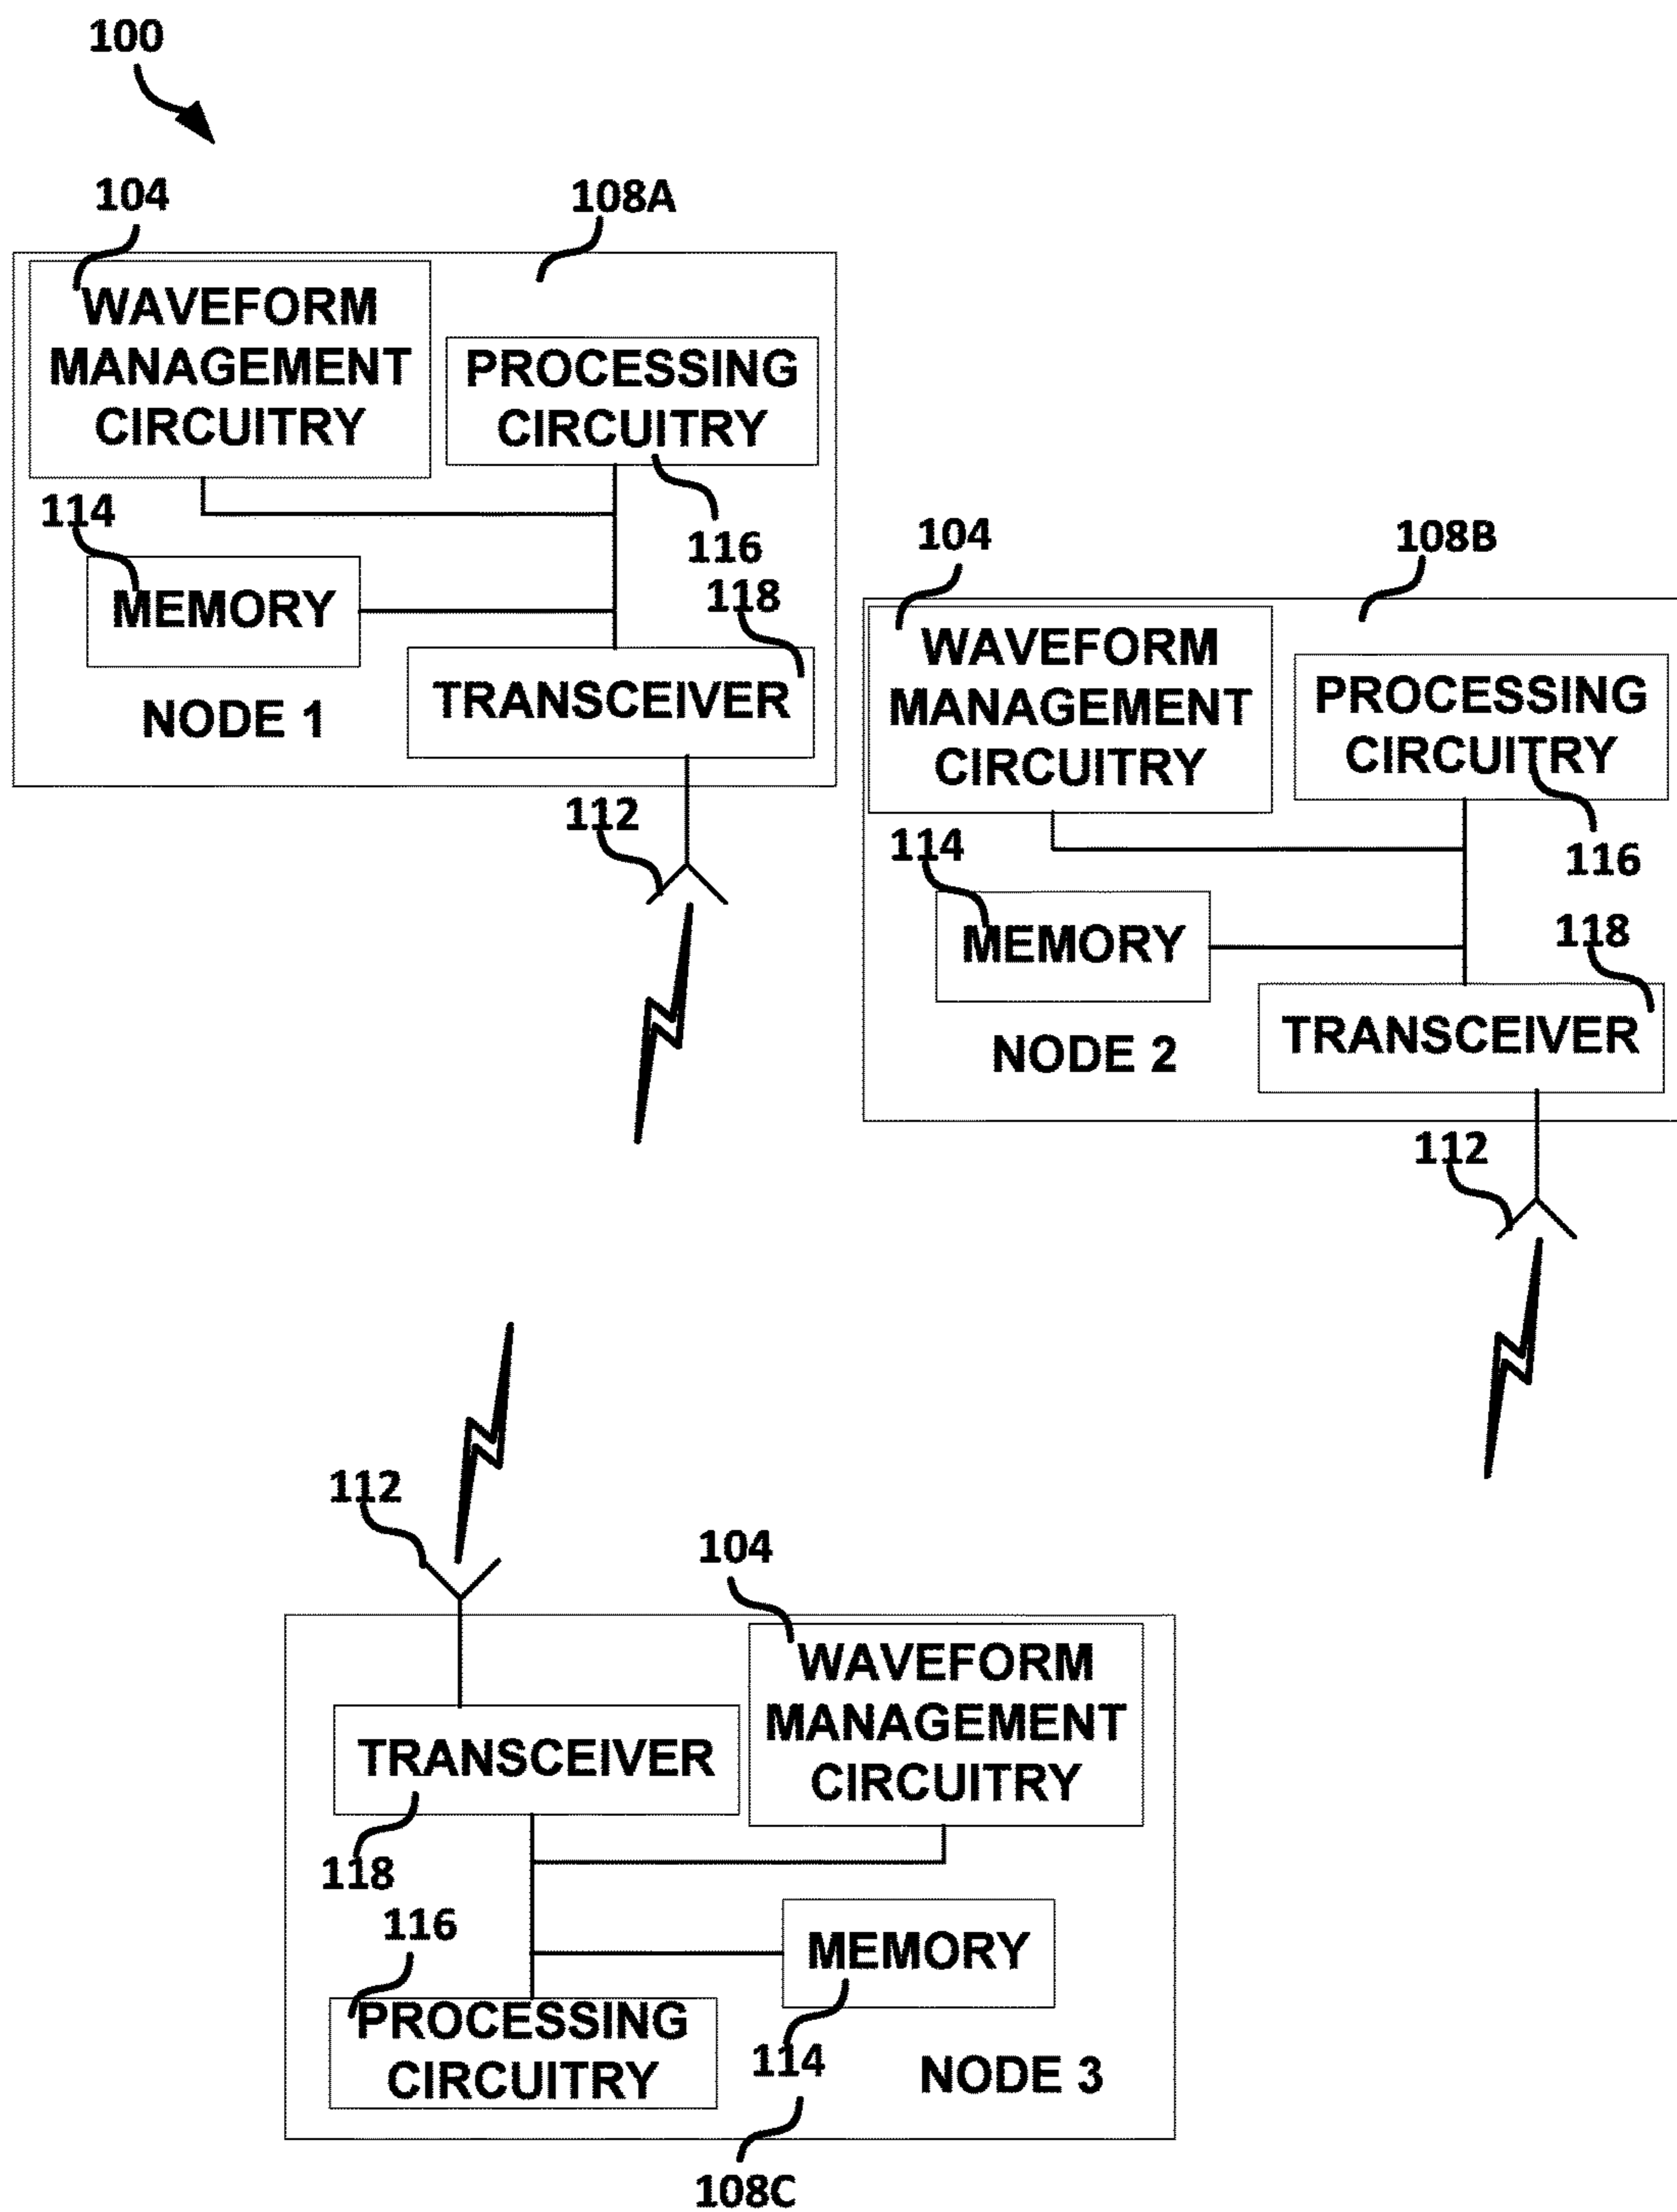 100
104
108A
WAVEFORM
MANAGEMENT
CIRCUITRY
PROCESSING
CIRCUITRY
114
116
MEMORY
118
TRANSCEIVER
NODE 1
112
104
108B
WAVEFORM
MANAGEMENT
CIRCUITRY
PROCESSING
CIRCUITRY
114
116
MEMORY
118
TRANSCEIVER
NODE 2
112
112
104
WAVEFORM
MANAGEMENT
CIRCUITRY
TRANSCEIVER
118
116
MEMORY
PROCESSING
CIRCUITRY
114
NODE 3
108C